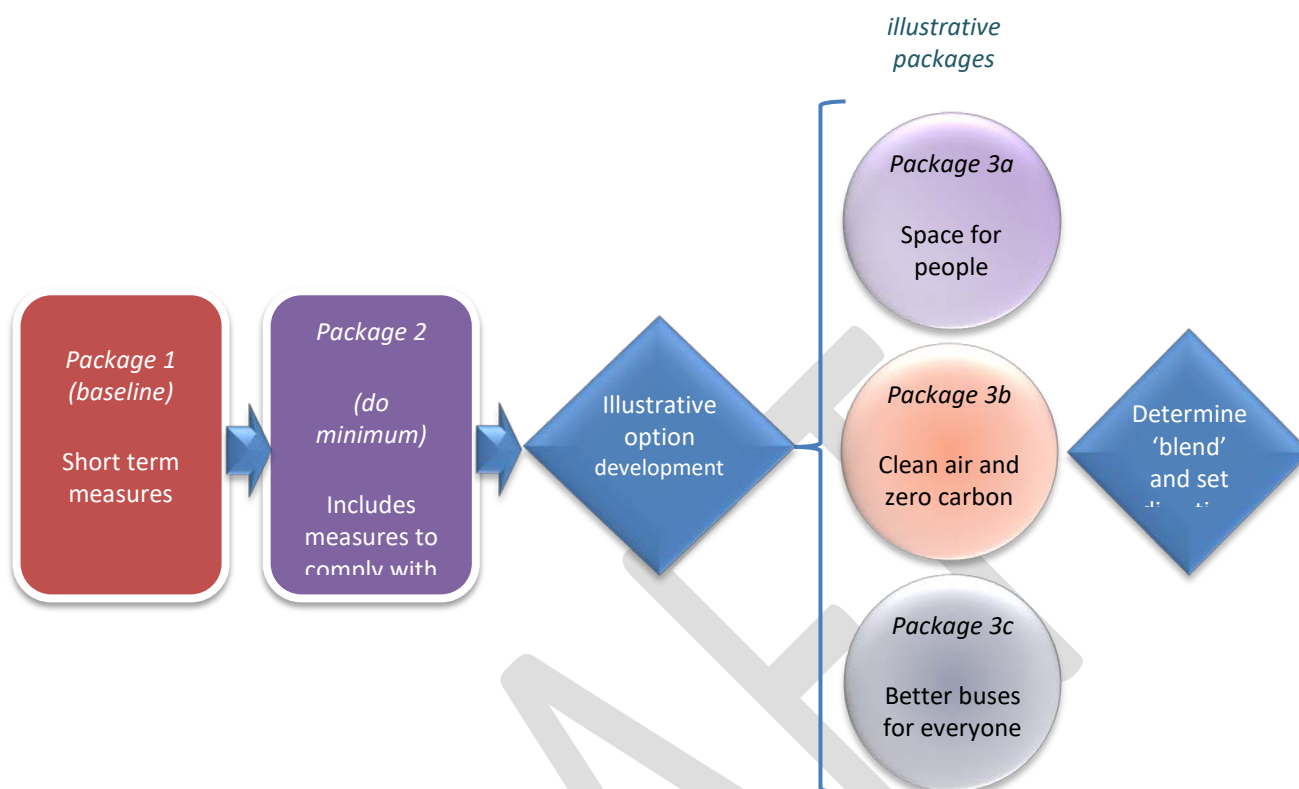 illustrative
packages
Package 1
(baseline)
Short term
measures
Package 2
(do
minimum)
Includes
measures to
comply with
Illustrative
option
development
Package 3a
Space for
people
Package 3b
Clean air and
zero carbon
Package 3c
Better buses
for everyone
Determine
‘blend’
and set